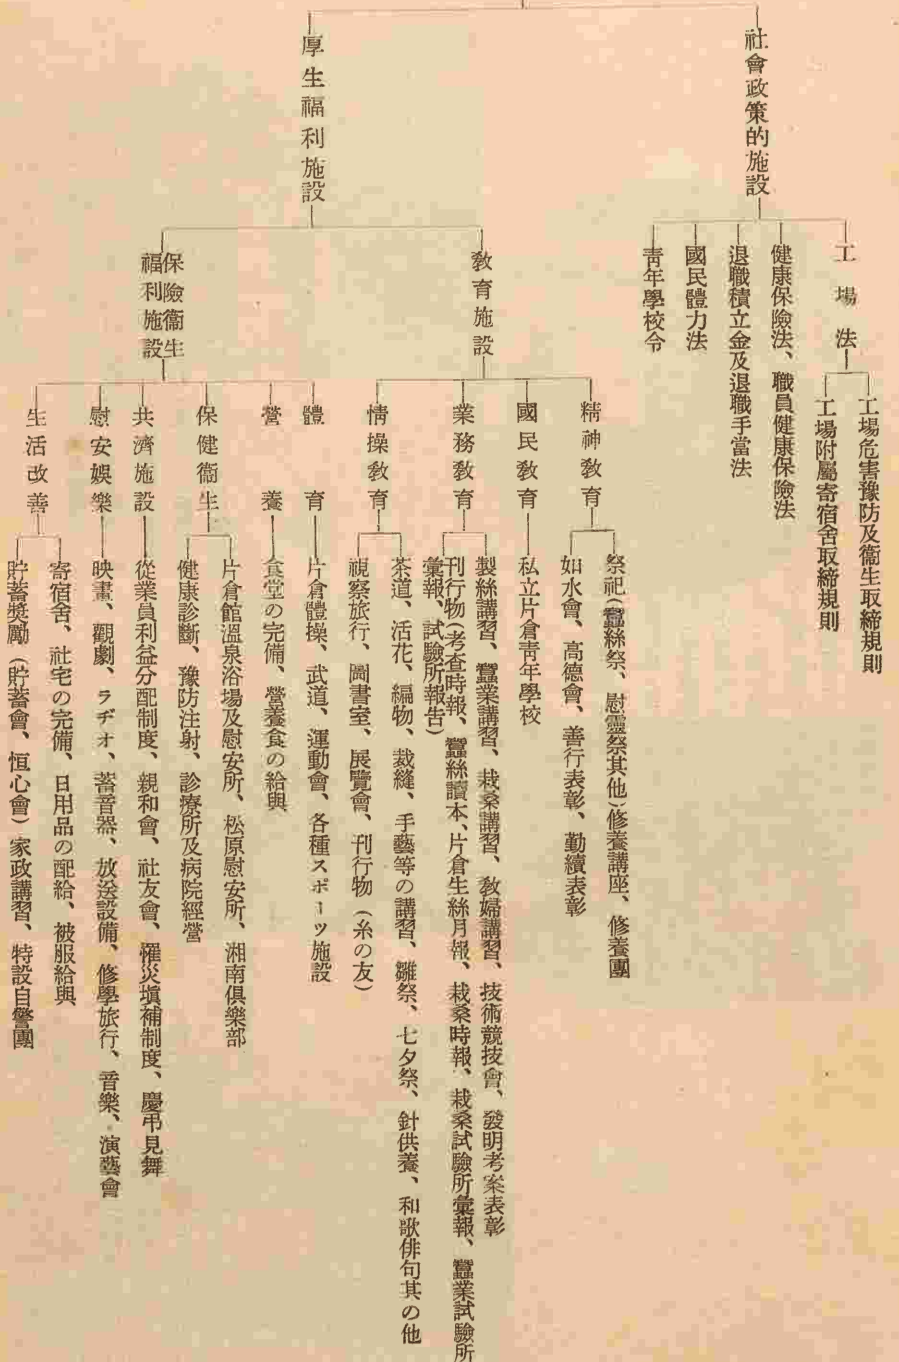 社會政策的施設
工場法
工場危害豫防及衞生取締規則
工場附屬寄宿舍取締規則
健康保險法、職員健康保險法
退職積立金及退職手當法
國民體力法
靑年學校令
厚生福利施設
敎育施設
精神敎育
祭祀(蠶絲祭、慰靈祭其他)修養講座、修養團
如水會、高德會、善行表彰、勤續表彰
國民敎育
私立片倉靑年學校
業務敎育
製絲講習、蠶業講習、栽桑講習、敎婦講習、技術競技會、發明考案表彰
刊行物(考査時報、蠶絲讀本、片倉生絲月報、栽桑時報、栽桑試驗所彙報、蠶業試驗所
彙報、試驗所報吿)
情操敎育
茶道、活花、編物、裁縫、手藝等の講習、雛祭、七夕祭、針供養、和歌俳句其の他
視察旅行、圖書室、展覽會、刊行物(糸の友)
保險衞生
福利施設
體育
片倉體操、武道、運動會、各種スポーツ施設
營養
食堂の完備、營養食の給與
保健衞生
片倉館溫泉浴場及慰安所、松原慰安所、湘南俱樂部
健康診斷、豫防注射、診療所及病院經營
共濟施設
從業員利益分配制度、親和會、社友會、罹災塡補制度、慶弔見舞
慰安娛樂
映畫、觀劇、ラヂオ、蓄音器、放送設備、修學旅行、音樂、演藝會
生活改善
寄宿舍、社宅の完備、日用品の配給、被服給與
貯蓄奬勵(貯蓄會、恒心會)家政講習、特設自警團